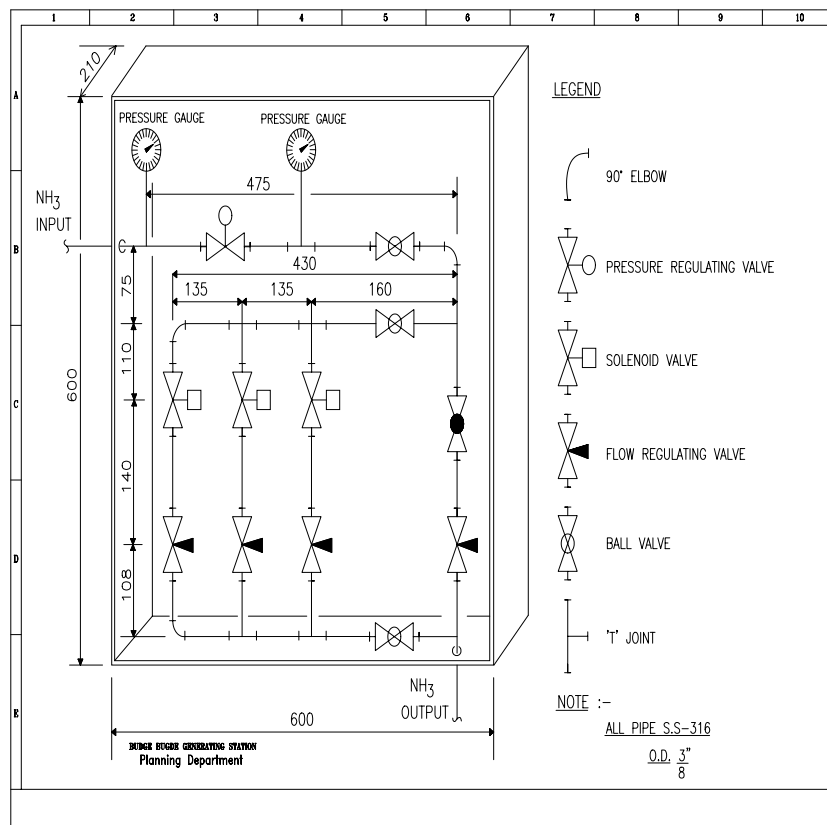 1 2 3 4 5 6 7 8 9 10
A
B
C
D
E
210
PRESSURE GAUGE PRESSURE GAUGE
475
NH3
INPUT
430
135 135 160
75
110
600
140
108
NH3
OUTPUT
600
BUDGE BUGDE GENERATING STATION
Planning Department
LEGEND
90° ELBOW
PRESSURE REGULATING VALVE
SOLENOID VALVE
FLOW REGULATING VALVE
BALL VALVE
'T' JOINT
NOTE :-
ALL PIPE S.S-316
O.D. 3"
8